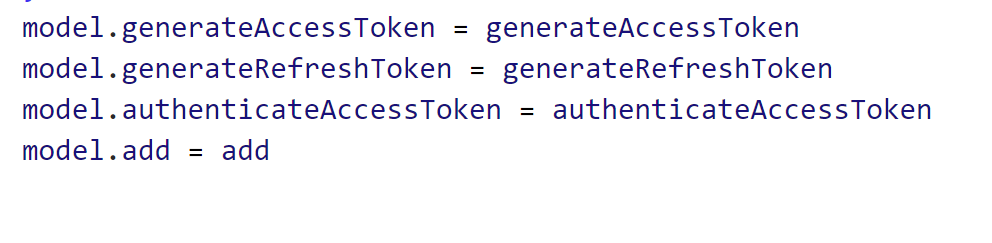 model.generateAccessToken = generateAccessToken
model.generateRefreshToken = generateRefreshToken
model.authenticateAccessToken = authenticateAccessToken
model.add = add